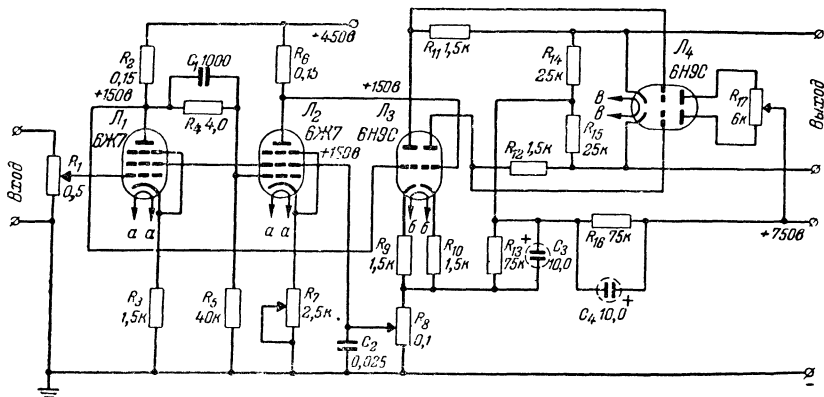 +450в
R2
0,15
+150в
C1 1000
R4 4,0
R6
0,15
+150в
R11 1,5к
R14
25к
Л4
6Н9С
R17
6к
Выход
Л1
6Ж7
Л2
6Ж7
+150в
Л3
6Н9С
в
в
R15
25к
R12 1,5к
Вход
R1
0,5
а а
а а
б б
R9
1,5к
R10
1,5к
R13
75к
C3
10,0
+
R16
75к
+750в
C4 10,0
+
R3
1,5к
R5
40к
R7
2,5к
C2
0,025
R8
0,1
-